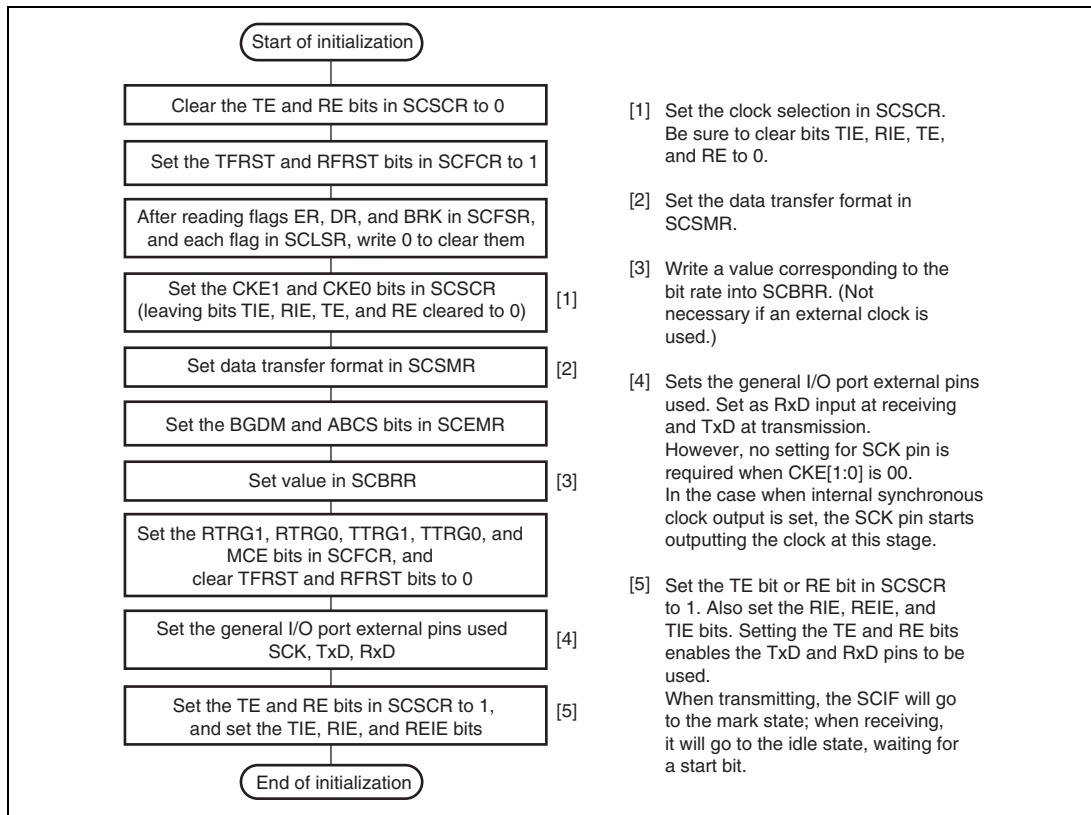 Start of initialization
Clear the TE and RE bits in SCSCR to 0
Set the TFRST and RFRST bits in SCFCR to 1
After reading flags ER, DR, and BRK in SCFSR,
and each flag in SCLSR, write 0 to clear them
Set the CKE1 and CKE0 bits in SCSCR
(leaving bits TIE, RIE, TE, and RE cleared to 0)
[1]
Set data transfer format in SCSMR
[2]
Set the BGDM and ABCS bits in SCEMR
Set value in SCBRR
[3]
Set the RTRG1, RTRG0, TTRG1, TTRG0, and
MCE bits in SCFCR, and
clear TFRST and RFRST bits to 0
Set the general I/O port external pins used
SCK, TxD, RxD
[4]
Set the TE and RE bits in SCSCR to 1,
and set the TIE, RIE, and REIE bits
[5]
End of initialization
[1] Set the clock selection in SCSCR.
Be sure to clear bits TIE, RIE, TE,
and RE to 0.
[2] Set the data transfer format in
SCSMR.
[3] Write a value corresponding to the
bit rate into SCBRR. (Not
necessary if an external clock is
used.)
[4] Sets the general I/O port external pins
used. Set as RxD input at receiving
and TxD at transmission.
However, no setting for SCK pin is
required when CKE[1:0] is 00.
In the case when internal synchronous
clock output is set, the SCK pin starts
outputting the clock at this stage.
[5] Set the TE bit or RE bit in SCSCR
to 1. Also set the RIE, REIE, and
TIE bits. Setting the TE and RE bits
enables the TxD and RxD pins to be
used.
When transmitting, the SCIF will go
to the mark state; when receiving,
it will go to the idle state, waiting for
a start bit.